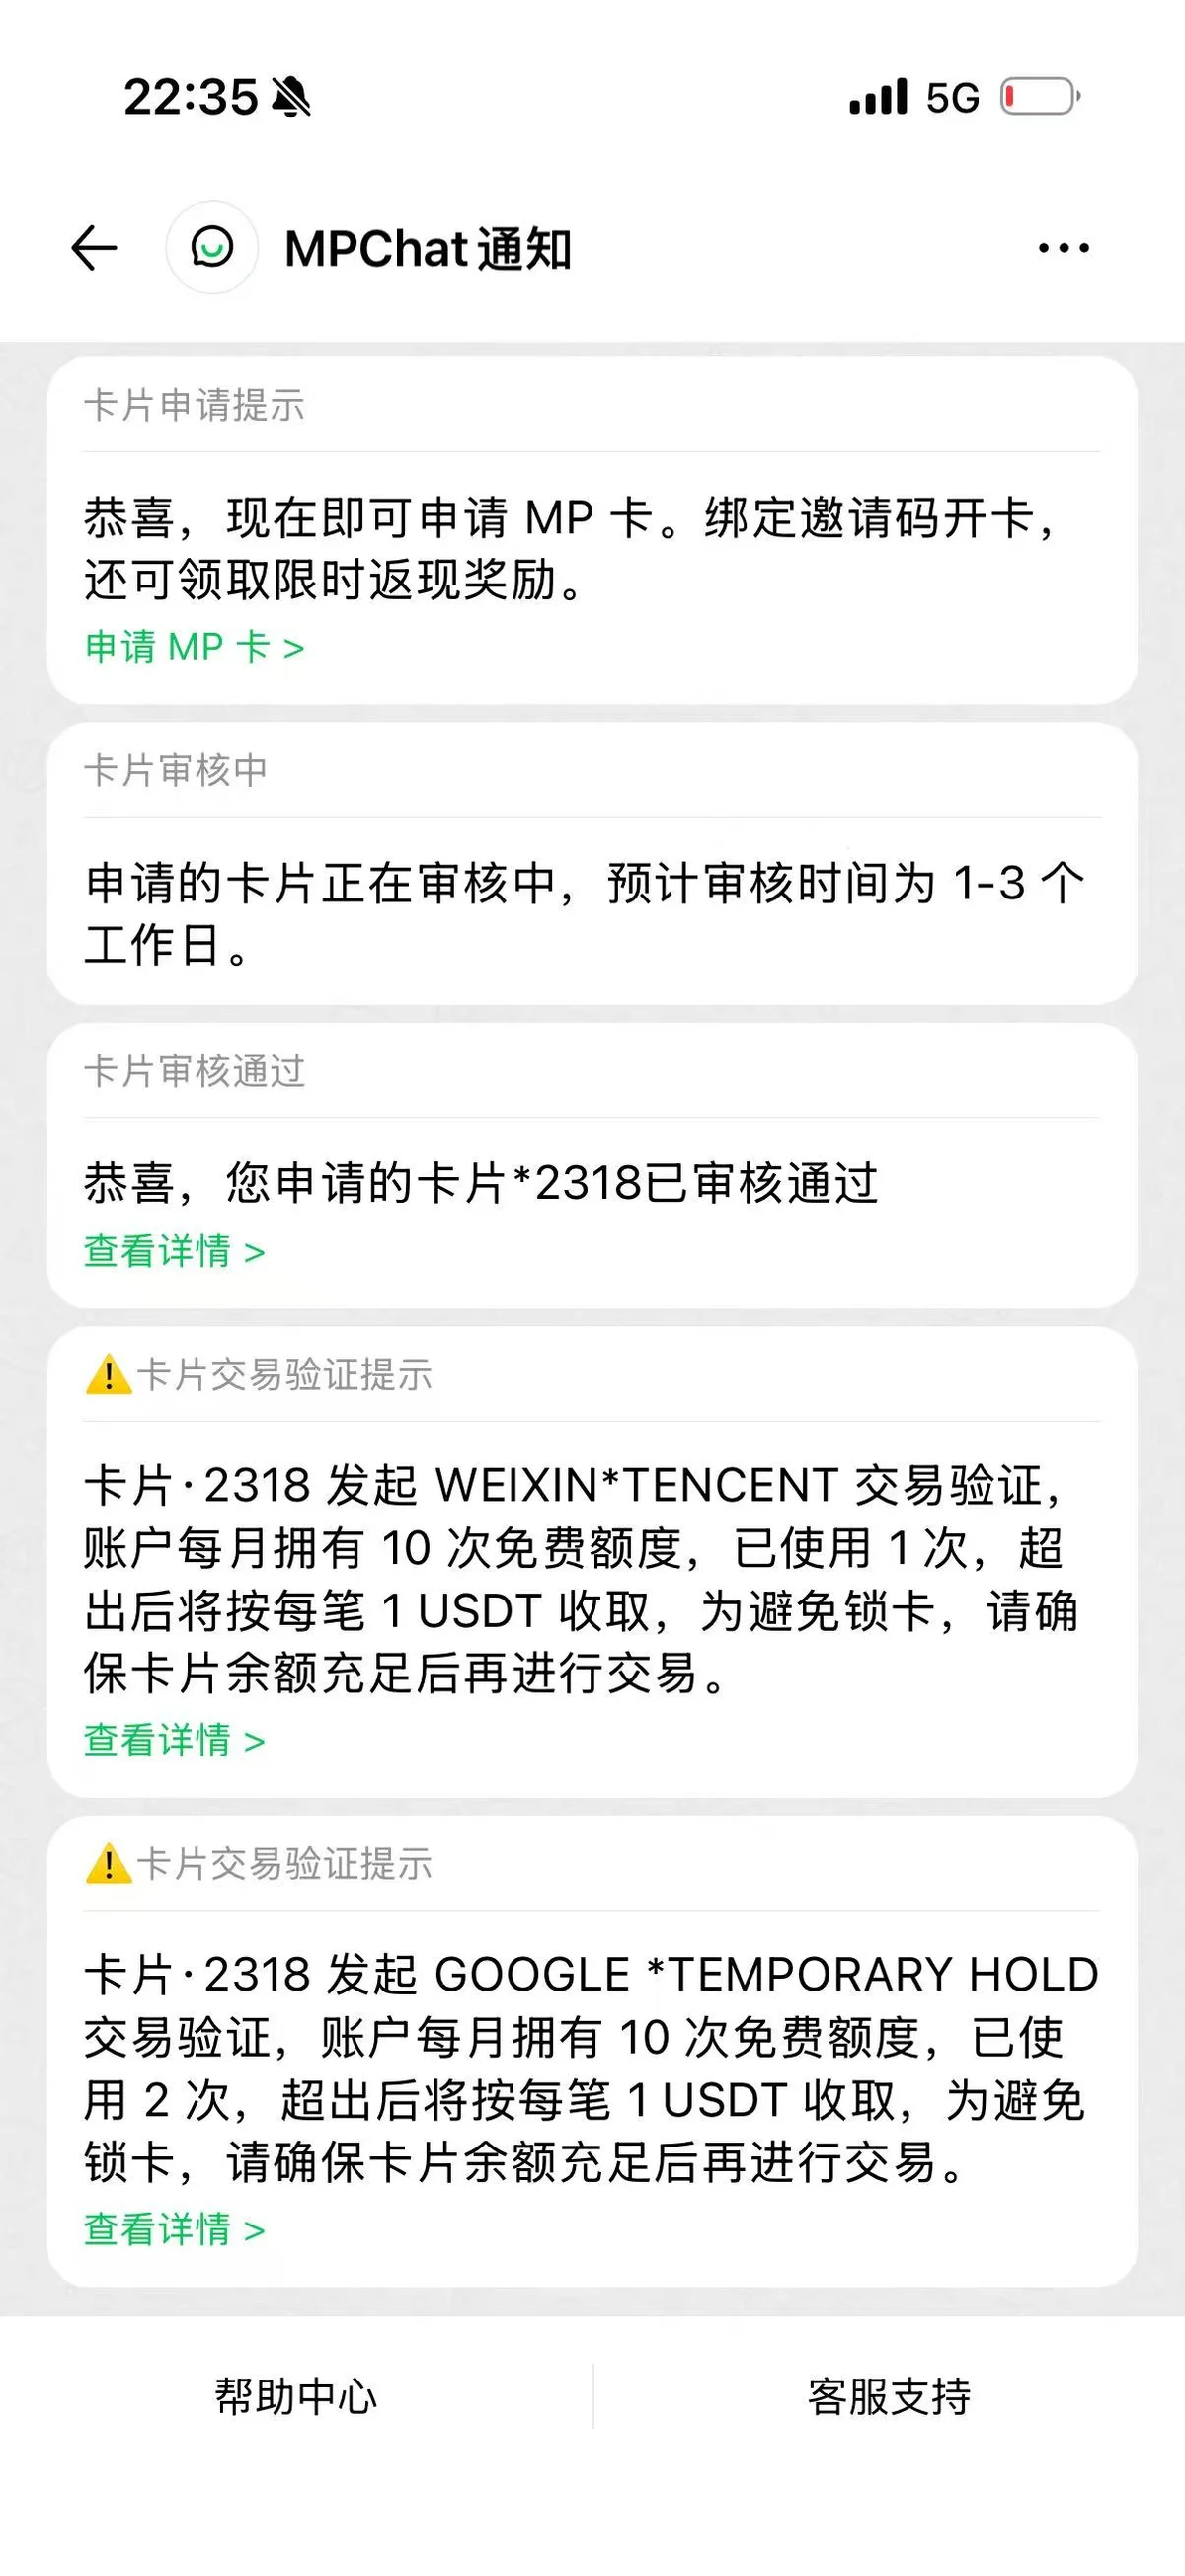 22:35
5G
MPChat通知
卡片申请提示
恭喜，现在即可申请 MP 卡。绑定邀请码开卡，
还可领取限时返现奖励。
申请 MP 卡 >
卡片审核中
申请的卡片正在审核中，预计审核时间为 1-3 个
工作日。
卡片审核通过
恭喜，您申请的卡片*2318已审核通过
查看详情 >
卡片交易验证提示
卡片·2318 发起 WEIXIN*TENCENT 交易验证，
账户每月拥有 10 次免费额度，已使用 1 次，超
出后将按每笔 1 USDT 收取，为避免锁卡，请确
保卡片余额充足后再进行交易。
查看详情 >
卡片交易验证提示
卡片·2318 发起 GOOGLE *TEMPORARY HOLD
交易验证，账户每月拥有 10 次免费额度，已使
用 2 次，超出后将按每笔 1 USDT 收取，为避免
锁卡，请确保卡片余额充足后再进行交易。
查看详情 >
帮助中心
客服支持